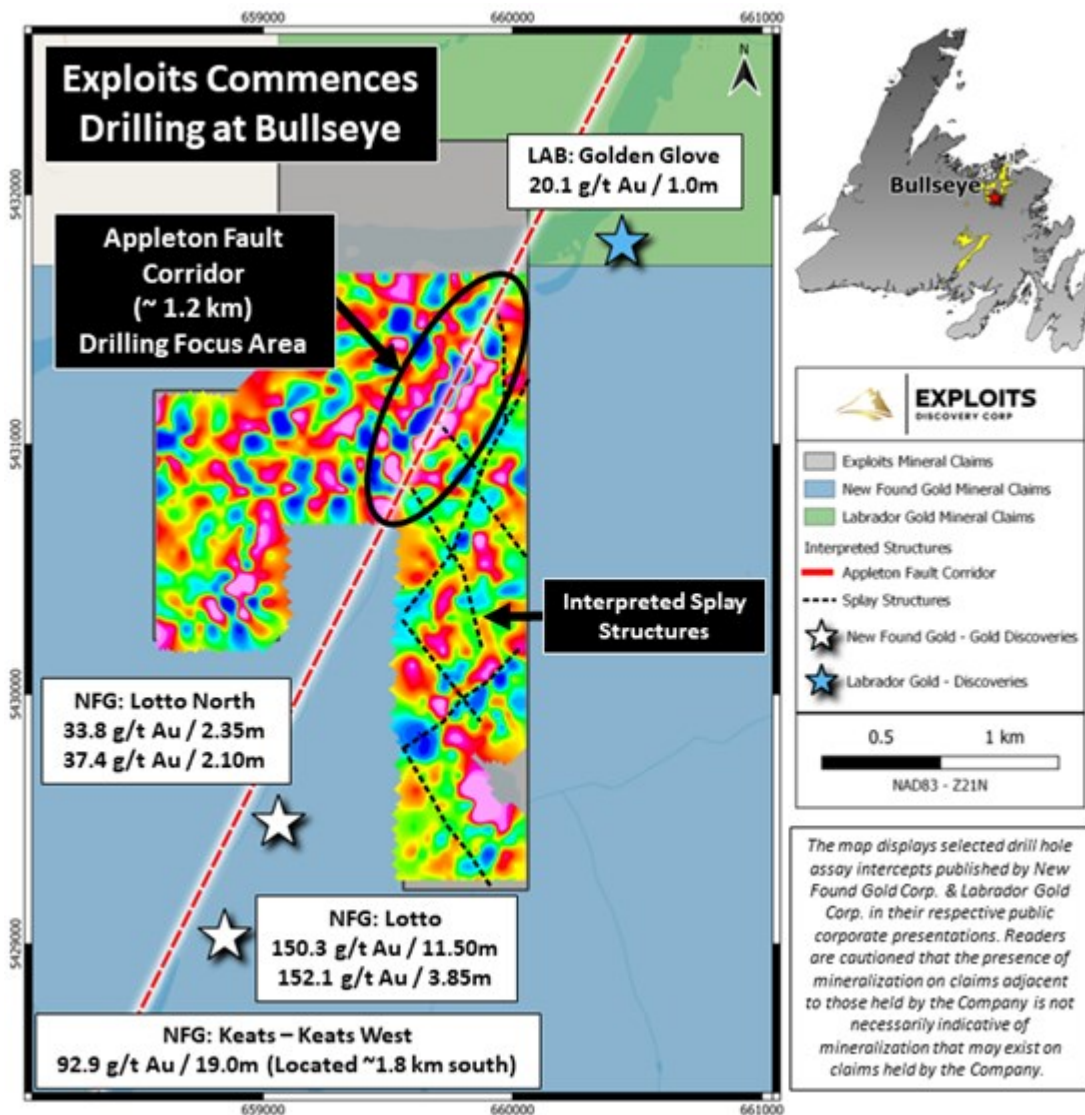 659000
660000
661000
Exploits Commences
Drilling at Bullseye
N
LAB: Golden Glove
20.1 g/t Au / 1.0m
Appleton Fault
Corridor
(~ 1.2 km)
Drilling Focus Area
Interpreted Splay
Structures
NFG: Lotto North
33.8 g/t Au / 2.35m
37.4 g/t Au / 2.10m
NFG: Lotto
150.3 g/t Au / 11.50m
152.1 g/t Au / 3.85m
NFG: Keats – Keats West
92.9 g/t Au / 19.0m (Located ~1.8 km south)
5432000
5431000
5430000
5429000
659000
660000
661000
Bullseye
EXPLOITS
DISCOVERY CORP
Exploits Mineral Claims
New Found Gold Mineral Claims
Labrador Gold Mineral Claims
Interpreted Structures
Appleton Fault Corridor
Splay Structures
New Found Gold - Gold Discoveries
Labrador Gold - Discoveries
0.5
1 km
NAD83 - Z21N
The map displays selected drill hole
assay intercepts published by New
Found Gold Corp. & Labrador Gold
Corp. in their respective public
corporate presentations. Readers
are cautioned that the presence of
mineralization on claims adjacent
to those held by the Company is not
necessarily indicative of
mineralization that may exist on
claims held by the Company.